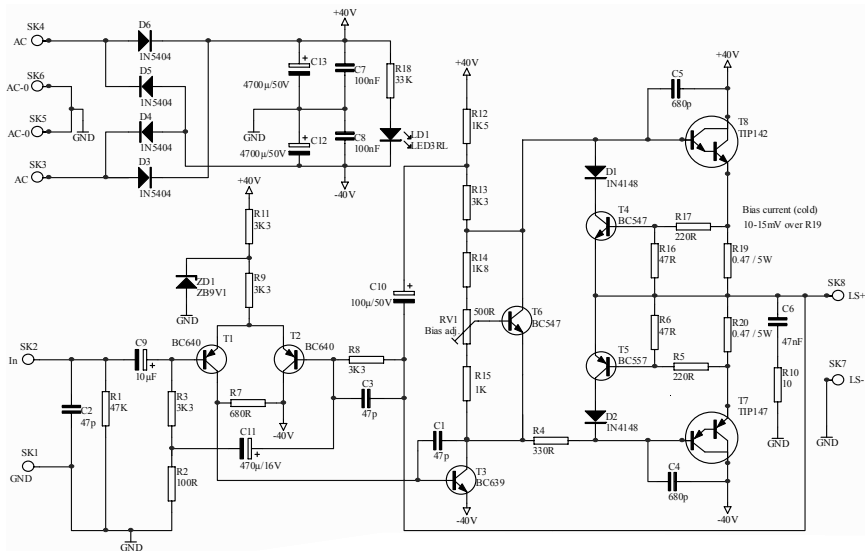 SK4
AC
SK6
AC-0
SK5
AC-0
SK3
AC
GND
D6
1N5404
D5
1N5404
D4
1N5404
D3
1N5404
+40V
C13
4700µ/50V
C7
100nF
R18
33K
GND
C12
4700µ/50V
C8
100nF
LD1
LED3RL
-40V
+40V
R12
1K5
R13
3K3
R14
1K8
500R
RV1
Bias adj.
R15
1K
T6
BC547
+40V
C5
680p
T8
TIP142
D1
1N4148
T4
BC547
R17
220R
Bias current (cold)
10-15mV over R19
R16
47R
R19
0.47 / 5W
SK8
LS+
R6
47R
R20
0.47 / 5W
C6
47nF
T5
BC557
R5
220R
R10
10
SK7
LS-
GND
GND
D2
1N4148
T7
TIP147
C4
680p
-40V
+40V
R11
3K3
ZD1
ZB9V1
GND
R9
3K3
C10
100µ/50V
SK2
In
C9
10µF
BC640
T1
T2
BC640
R8
3K3
R7
680R
-40V
C3
47p
C2
47p
R1
47K
R3
3K3
C11
470µ/16V
R2
100R
SK1
GND
GND
C1
47p
R4
330R
T3
BC639
-40V